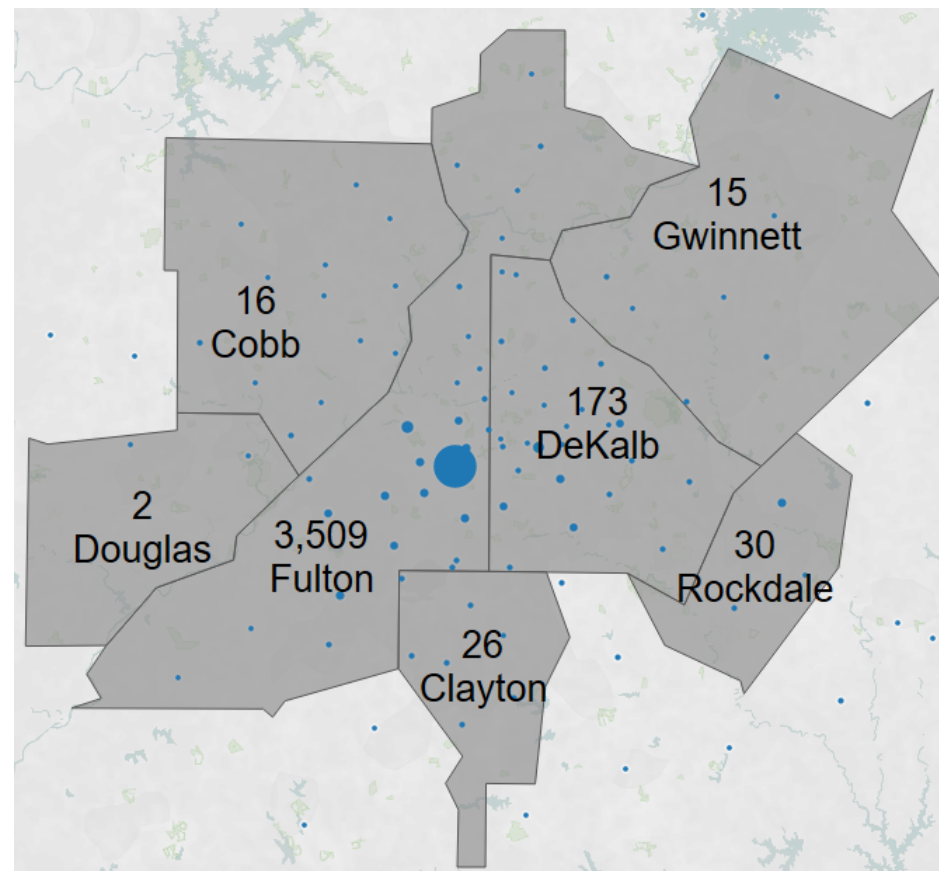 15
Gwinnett
16
Cobb
173
DeKalb
2
Douglas
3,509
Fulton
30
Rockdale
26
Clayton